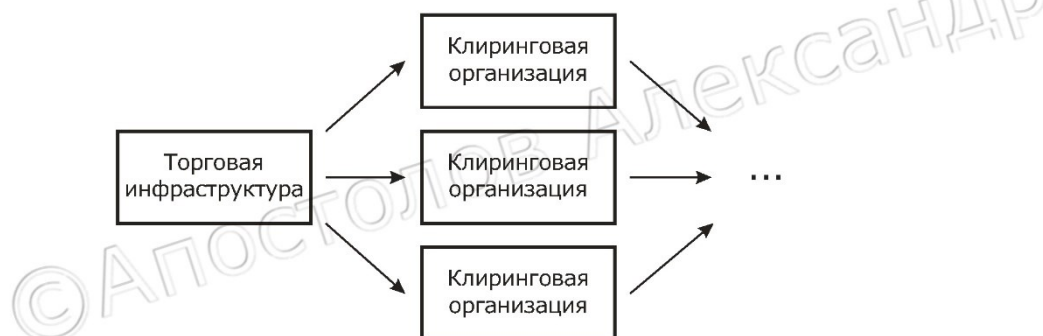 Клиринговая
организация
Торговая
инфраструктура
Клиринговая
организация
...
Клиринговая
организация
©Апостолов Александр